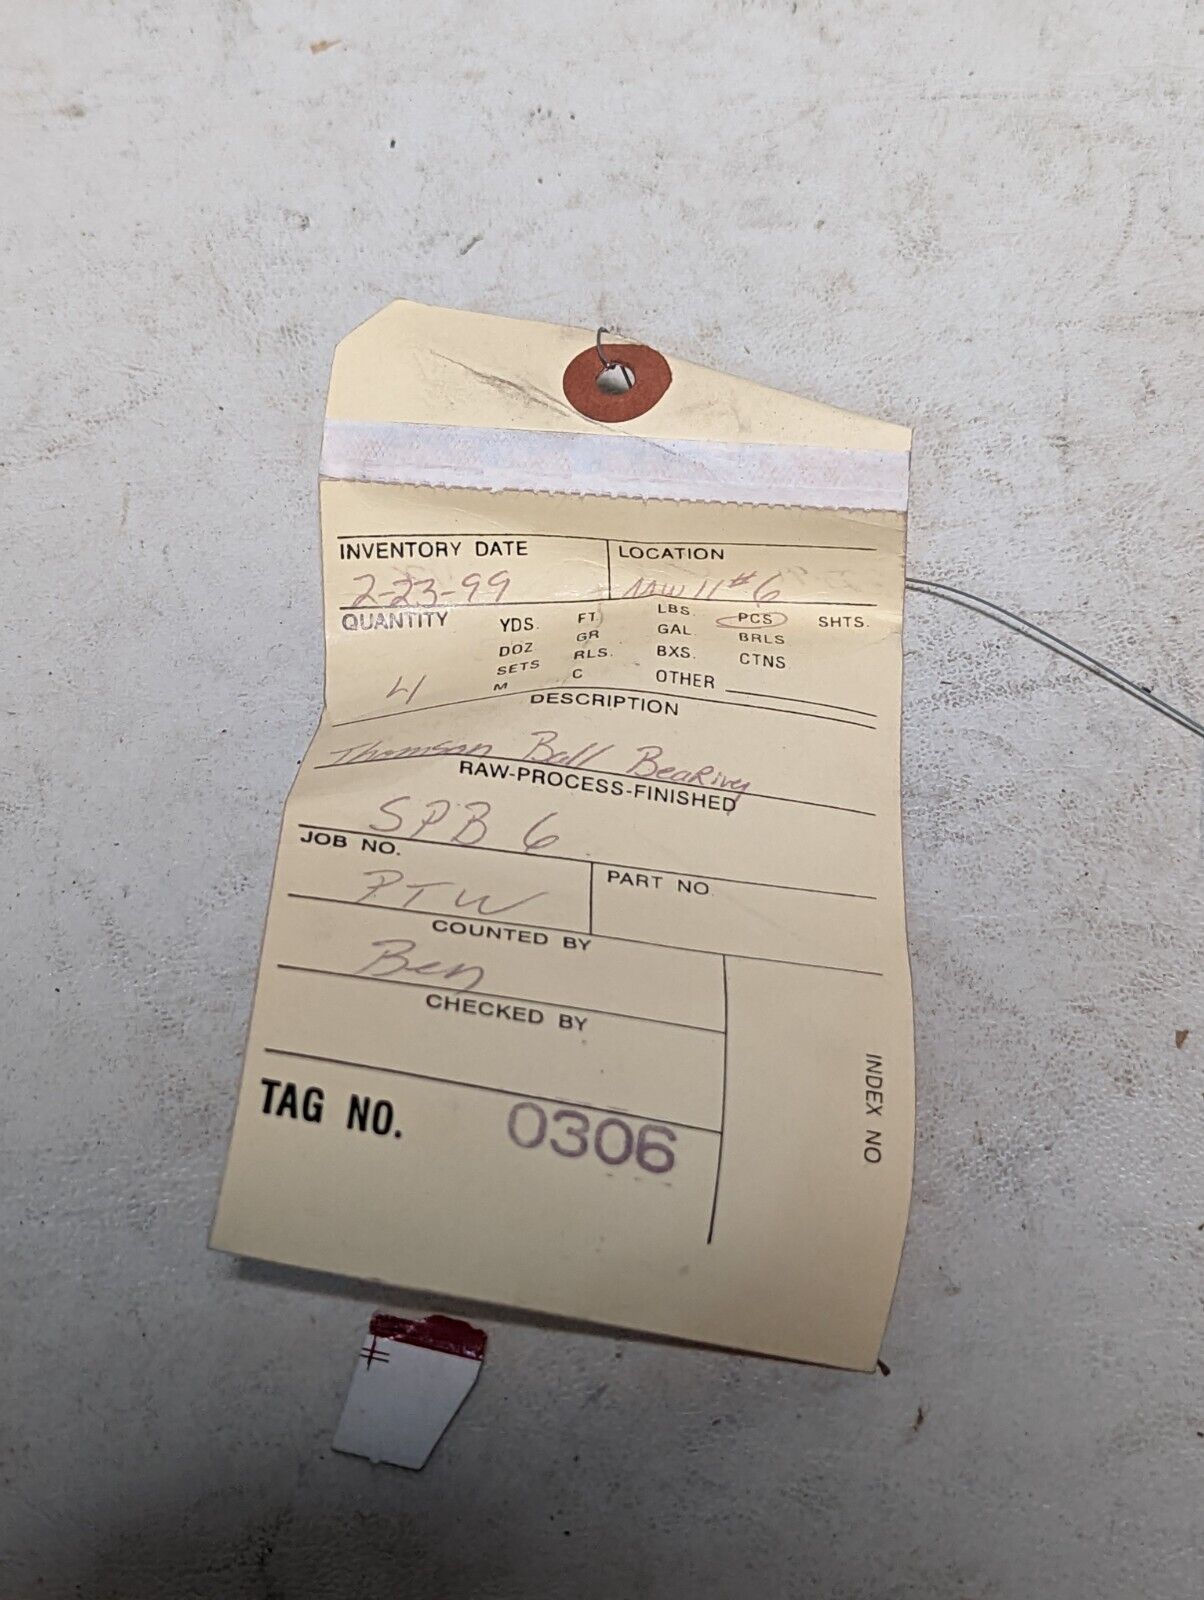 INVENTORY DATE LOCATION
2-23-99 MW11 #6
QUANTITY YDS. FT. LBS. PCS SHTS.
DOZ GR GAL BRLS
SETS RLS. BXS. CTNS
4 M C OTHER
DESCRIPTION
Thomson Ball Bearing
RAW-PROCESS-FINISHED
SPB 6
JOB NO. PART NO.
PTW
COUNTED BY
Ben
CHECKED BY
INDEX NO
TAG NO. 0306